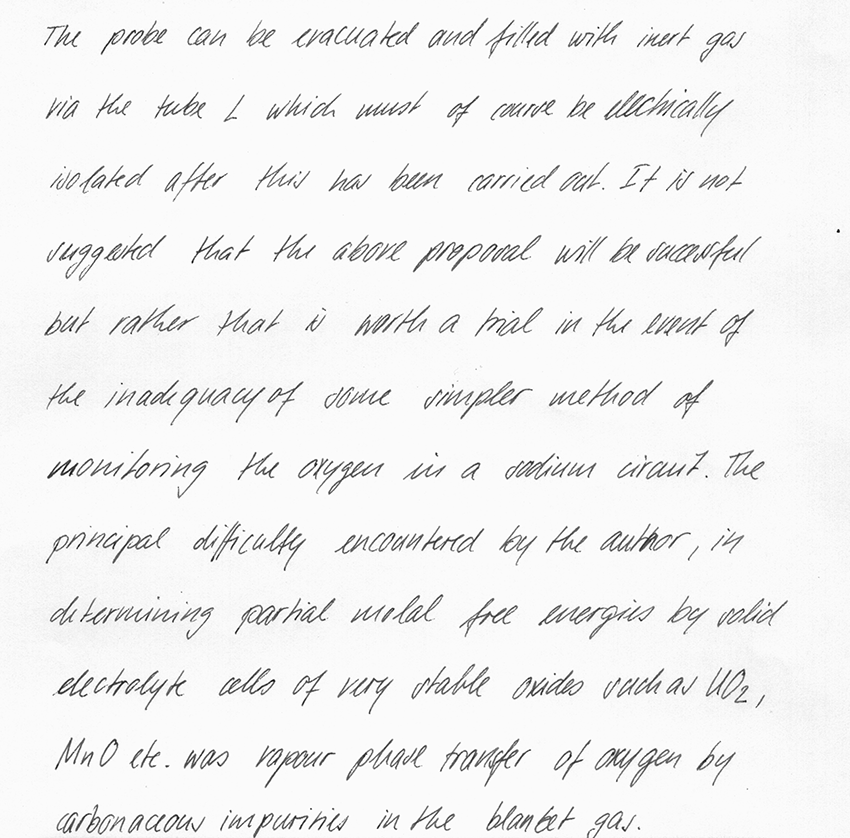 The probe can be evacuated and filled with inert gas
via the tube L which must of course be electrically
isolated after this has been carried out. It is not
suggested that the above proposal will be successful
but rather that is worth a trial in the event of
the inadequacy of some simpler method of
monitoring the oxygen in a sodium circuit. The
principal difficulty encountered by the author, in
determining partial molal free energies by solid
electrolyte cells of very stable oxides such as UO2,
MnO etc. was vapour phase transfer of oxygen by
carbonaceous impurities in the blanket gas.